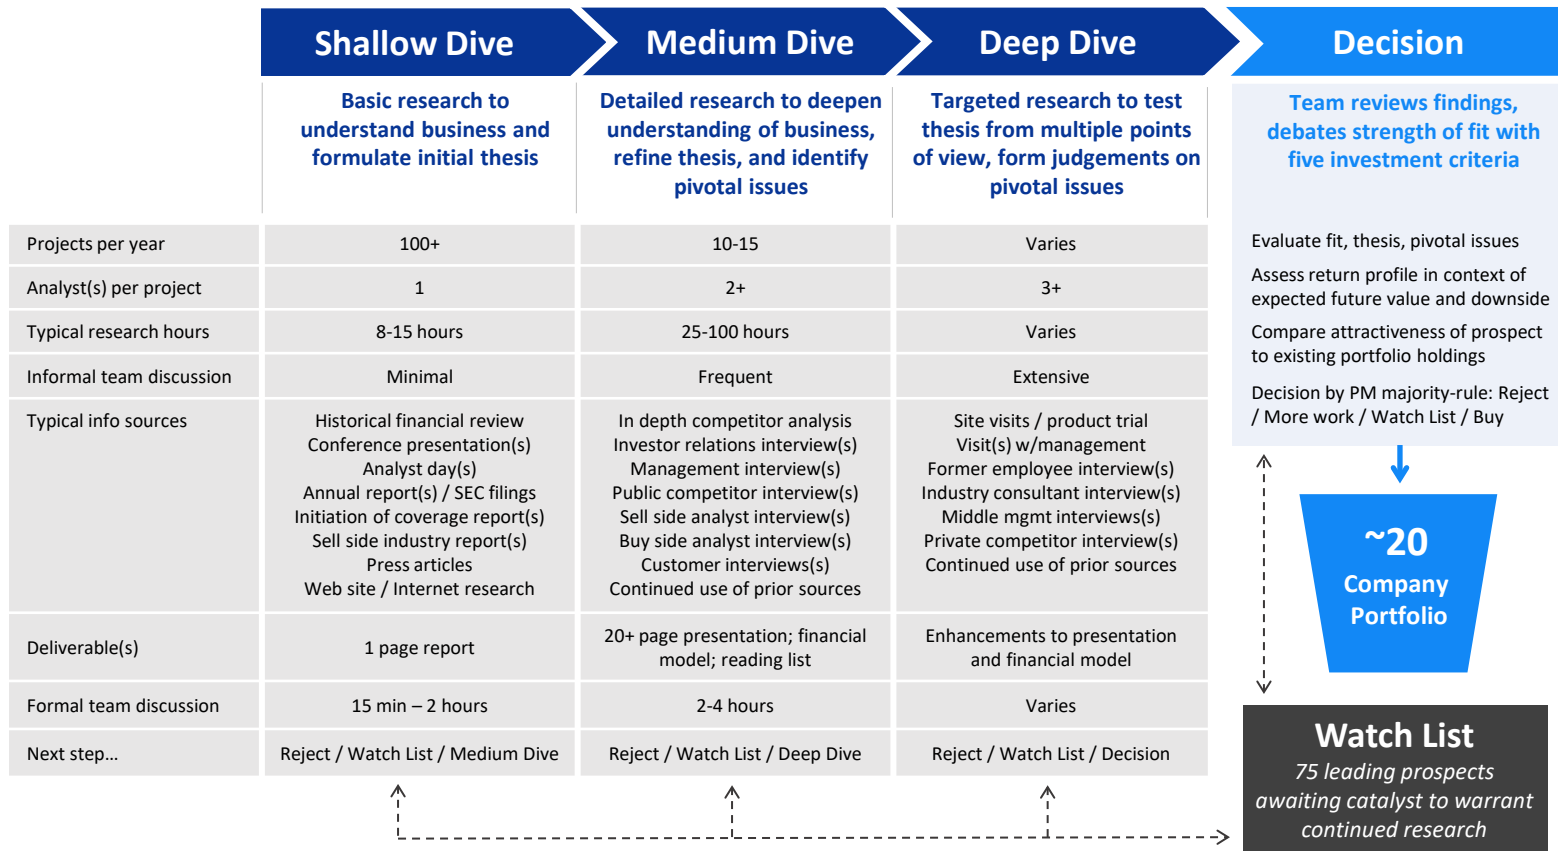 Shallow Dive
Medium Dive
Deep Dive
Decision
Basic research to
understand business and
formulate initial thesis
Detailed research to deepen
understanding of business,
refine thesis, and identify
pivotal issues
Targeted research to test
thesis from multiple points
of view, form judgements on
pivotal issues
Team reviews findings,
debates strength of fit with
five investment criteria
Projects per year
100+
10-15
Varies
Analyst(s) per project
1
2+
3+
Typical research hours
8-15 hours
25-100 hours
Varies
Informal team discussion
Minimal
Frequent
Extensive
Typical info sources
Historical financial review
Conference presentation(s)
Analyst day(s)
Annual report(s) / SEC filings
Initiation of coverage report(s)
Sell side industry report(s)
Press articles
Web site / Internet research
In depth competitor analysis
Investor relations interview(s)
Management interview(s)
Public competitor interview(s)
Sell side analyst interview(s)
Buy side analyst interview(s)
Customer interviews(s)
Continued use of prior sources
Site visits / product trial
Visit(s) w/management
Former employee interview(s)
Industry consultant interview(s)
Middle mgmt interviews(s)
Private competitor interview(s)
Continued use of prior sources
Deliverable(s)
1 page report
20+ page presentation; financial
model; reading list
Enhancements to presentation
and financial model
Formal team discussion
15 min – 2 hours
2-4 hours
Varies
Next step...
Reject / Watch List / Medium Dive
Reject / Watch List / Deep Dive
Reject / Watch List / Decision
Evaluate fit, thesis, pivotal issues
Assess return profile in context of
expected future value and downside
Compare attractiveness of prospect
to existing portfolio holdings
Decision by PM majority-rule: Reject
/ More work / Watch List / Buy
~20
Company
Portfolio
Watch List
75 leading prospects
awaiting catalyst to warrant
continued research